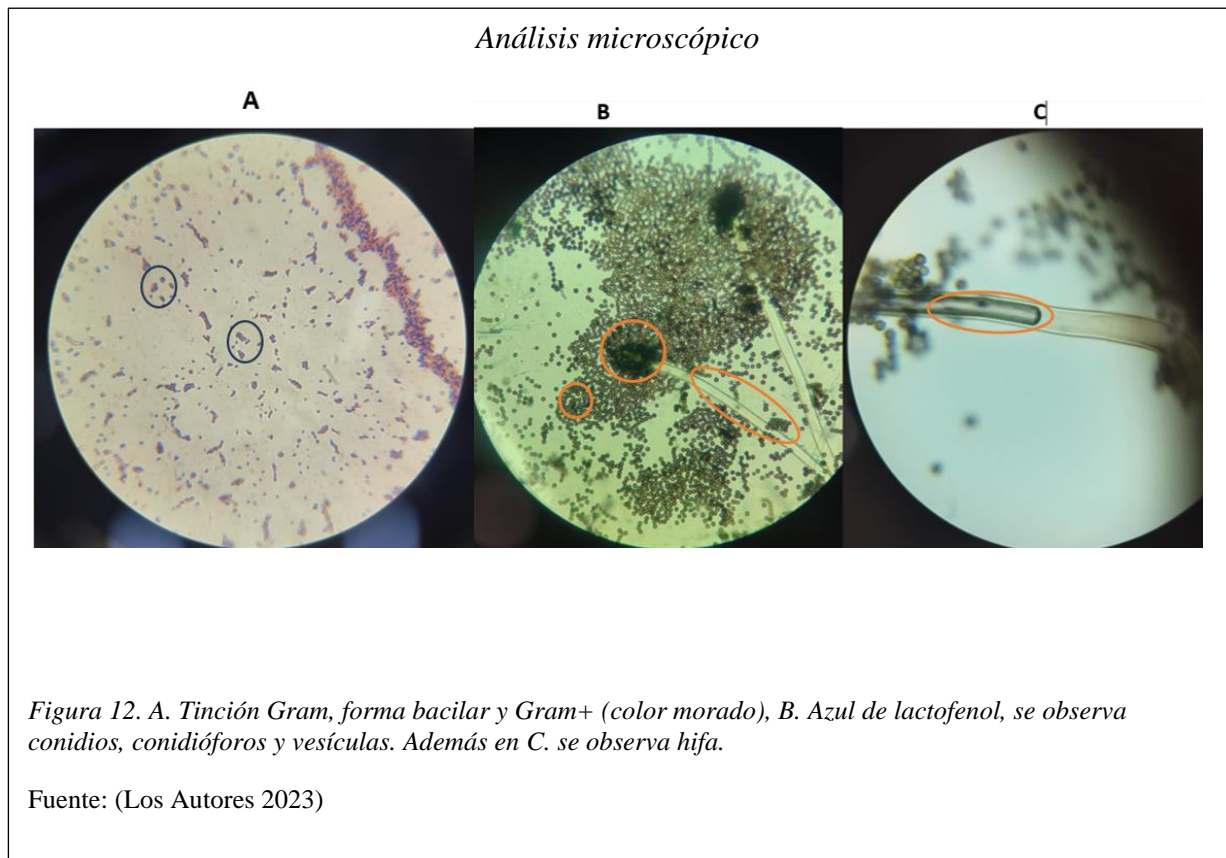 Análisis microscópico
A
B
C
Figura 12. A. Tinción Gram, forma bacilar y Gram+ (color morado), B. Azul de lactofenol, se observa
conidios, conidióforos y vesículas. Además en C. se observa hifa.
Fuente: (Los Autores 2023)